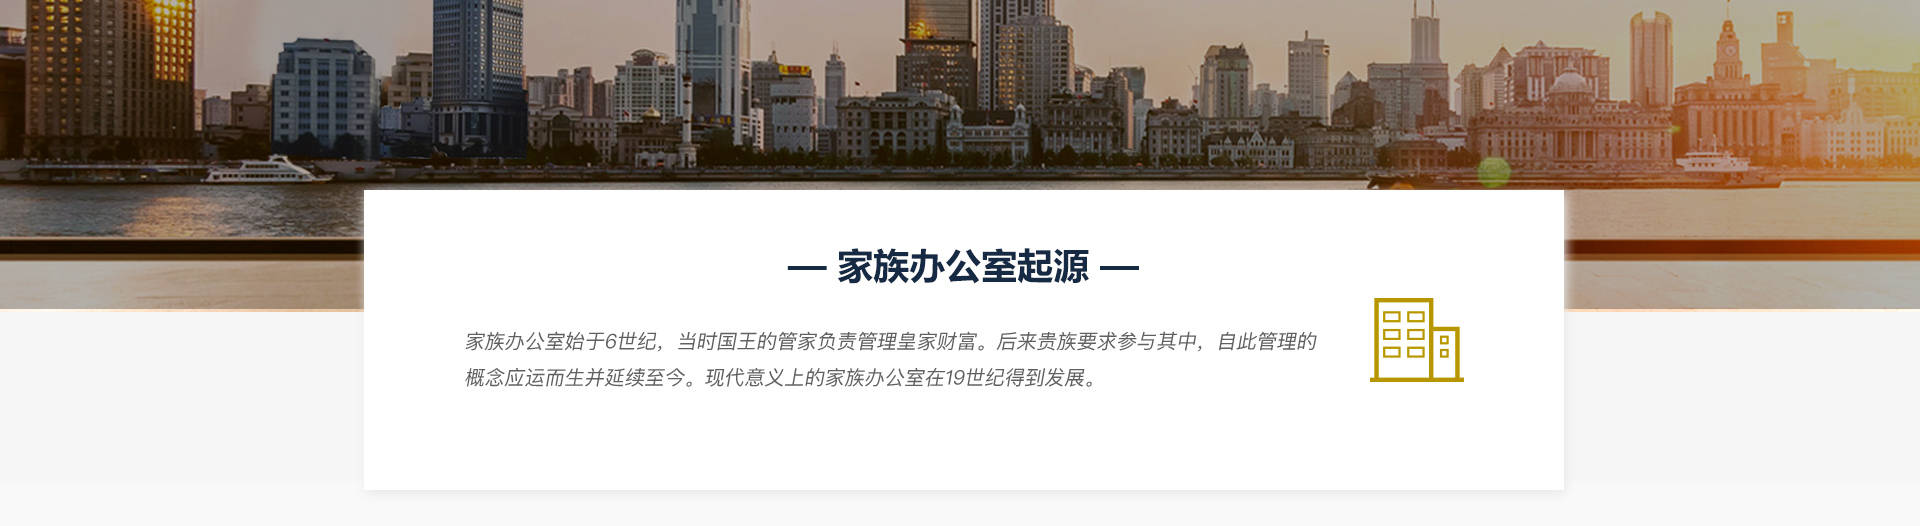 — 家族办公室起源 —
家族办公室始于6世纪，当时国王的管家负责管理皇家财富。后来贵族要求参与其中，自此管理的
概念应运而生并延续至今。现代意义上的家族办公室在19世纪得到发展。